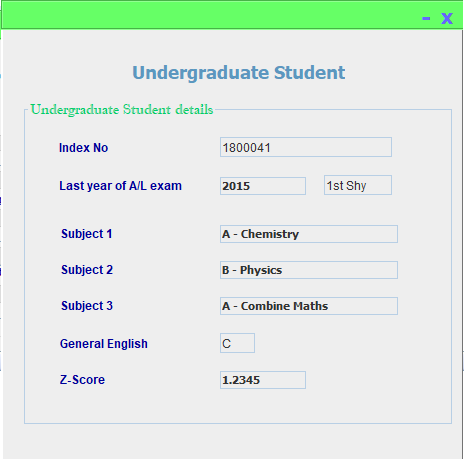 - x
Undergraduate Student
Undergraduate Student details
Index No 1800041
Last year of A/L exam 2015 1st Shy
Subject 1 A - Chemistry
Subject 2 B - Physics
Subject 3 A - Combine Maths
General English C
Z-Score 1.2345